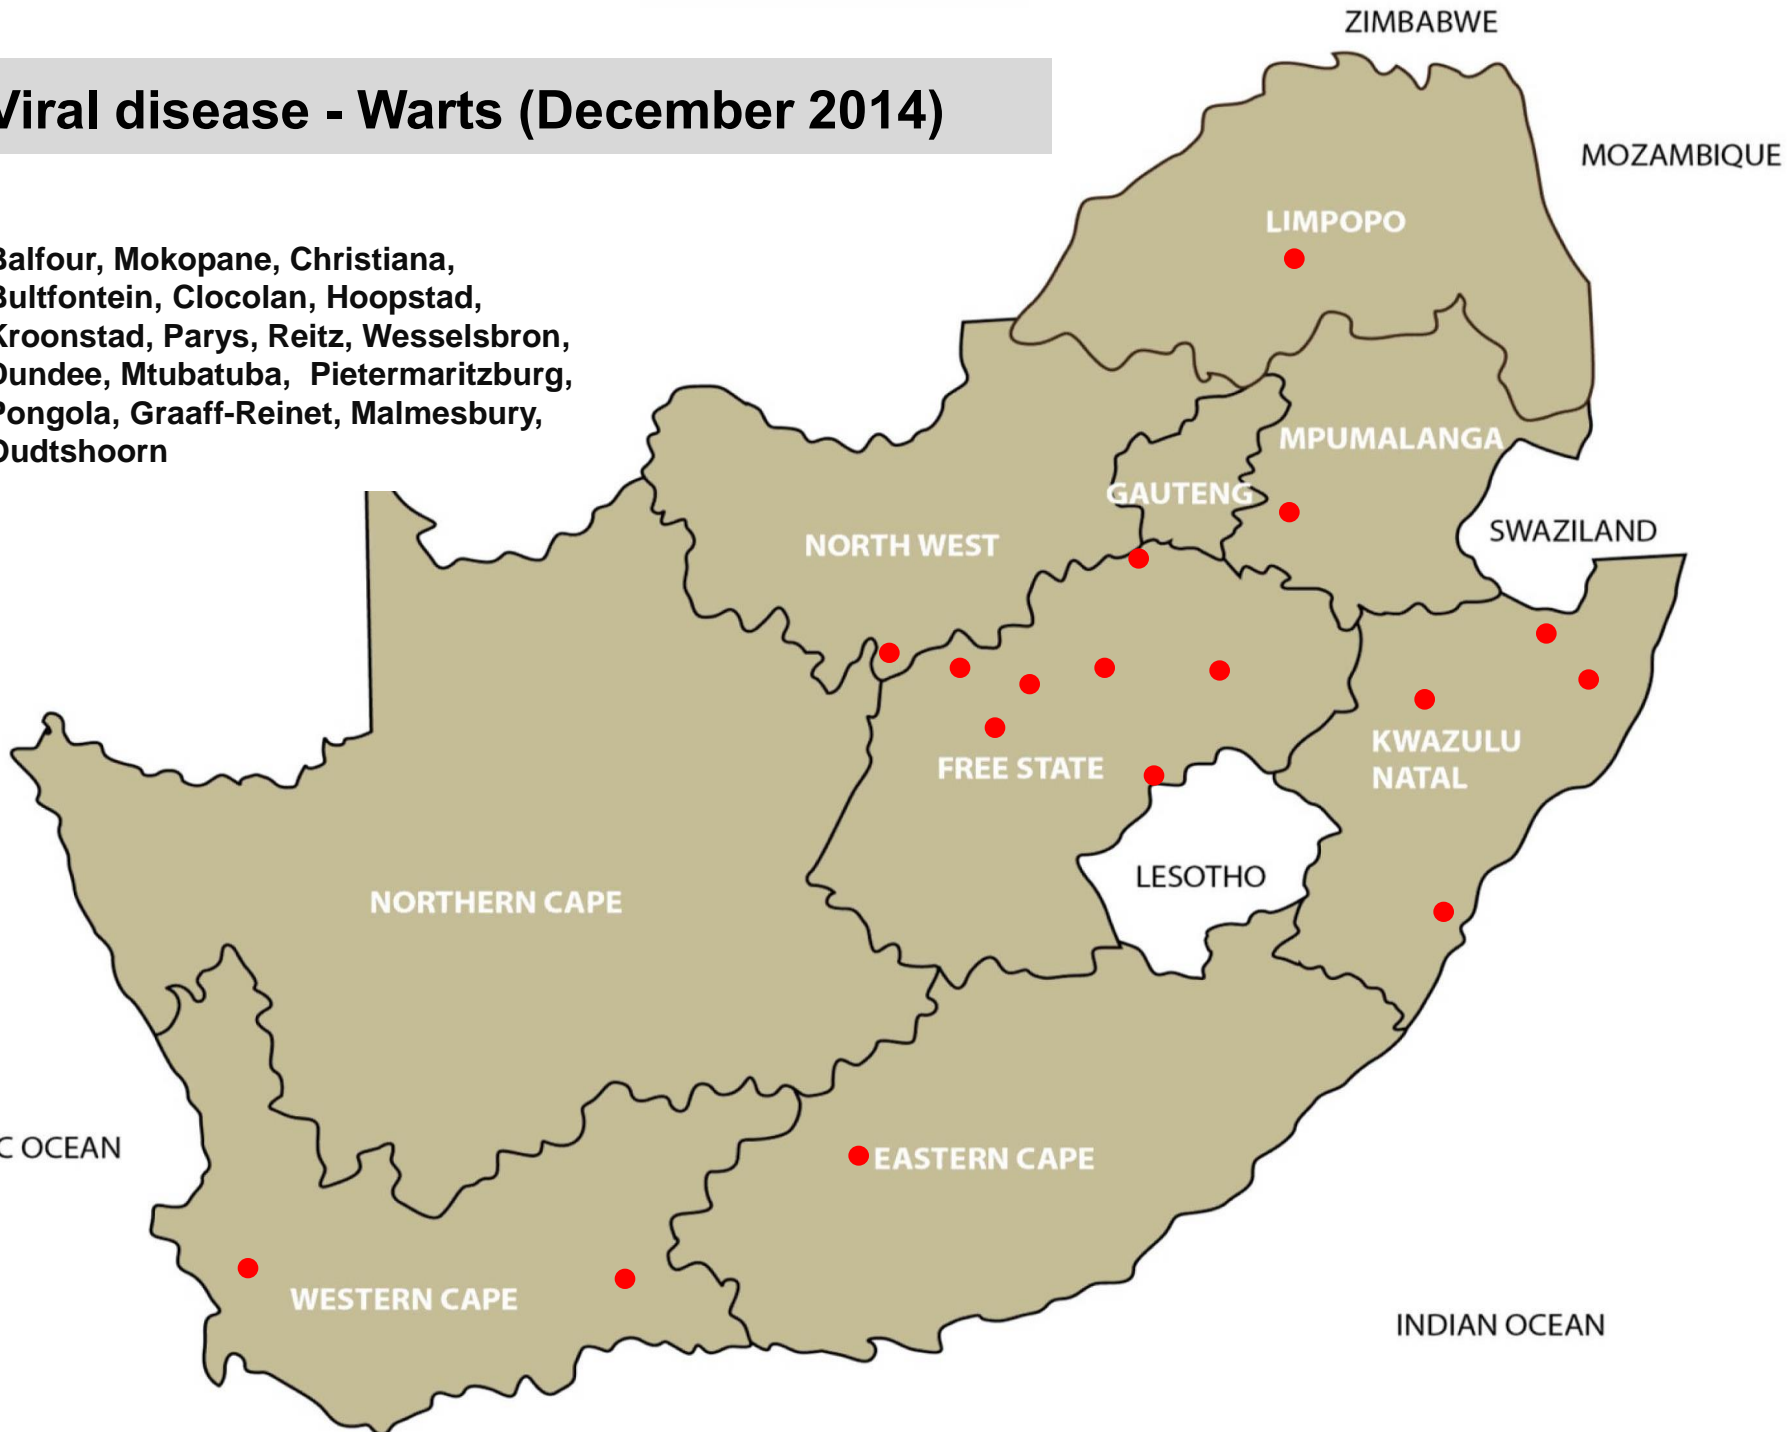 ZIMBABWE
Viral disease - Warts (December 2014)
MOZAMBIQUE
LIMPOPO
Balfour, Mokopane, Christiana,
Bultfontein, Clocolan, Hoopstad,
Kroonstad, Parys, Reitz, Wesselsbron,
Dundee, Mtubatuba, Pietermaritzburg,
Pongola, Graaff-Reinet, Malmesbury,
Oudtshoorn
MPUMALANGA
GAUTENG
NORTH WEST
SWAZILAND
KWAZULU
NATAL
FREE STATE
LESOTHO
NORTHERN CAPE
C OCEAN
EASTERN CAPE
WESTERN CAPE
INDIAN OCEAN